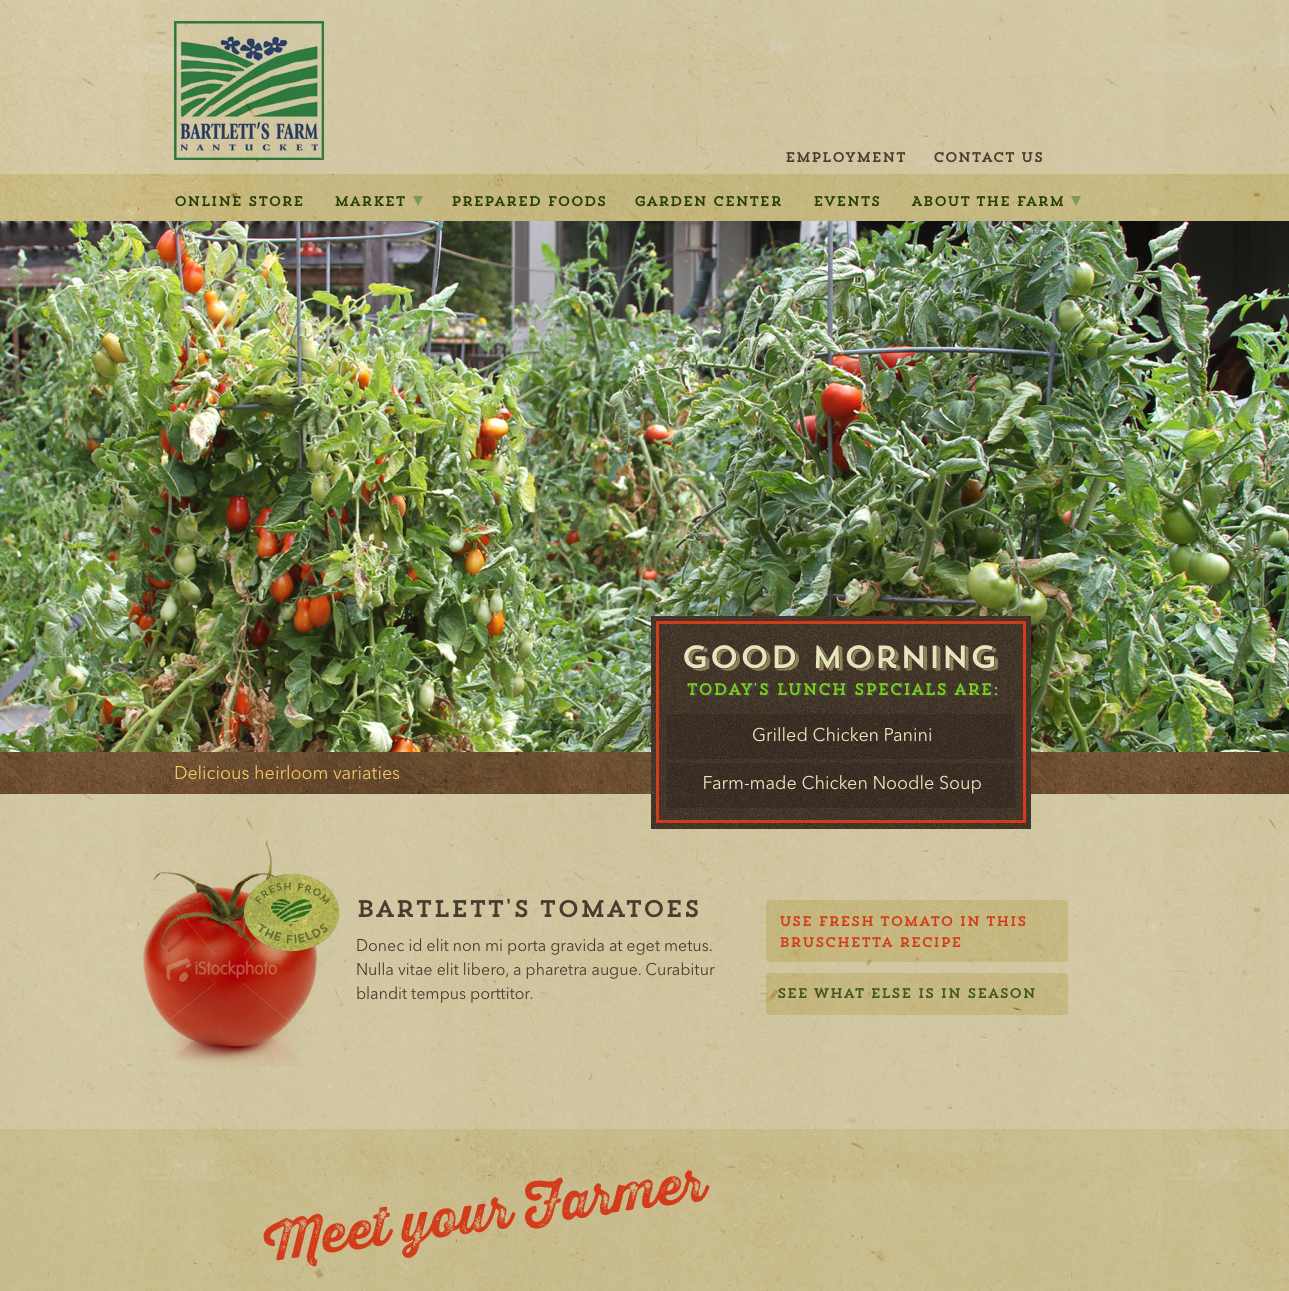 BARTLETT'S FARM
NANTUCKET
EMPLOYMENT CONTACT US
ONLINE STORE MARKET PREPARED FOODS GARDEN CENTER EVENTS ABOUT THE FARM
GOOD MORNING
TODAY'S LUNCH SPECIALS ARE:
Grilled Chicken Panini
Farm-made Chicken Noodle Soup
Delicious heirloom variaties
FRESH FROM
THE FIELDS
iStockphoto
BARTLETT'S TOMATOES
Donec id elit non mi porta gravida at eget metus.
Nulla vitae elit libero, a pharetra augue. Curabitur
blandit tempus porttitor.
USE FRESH TOMATO IN THIS
BRUSCHETTA RECIPE
SEE WHAT ELSE IS IN SEASON
Meet your Farmer